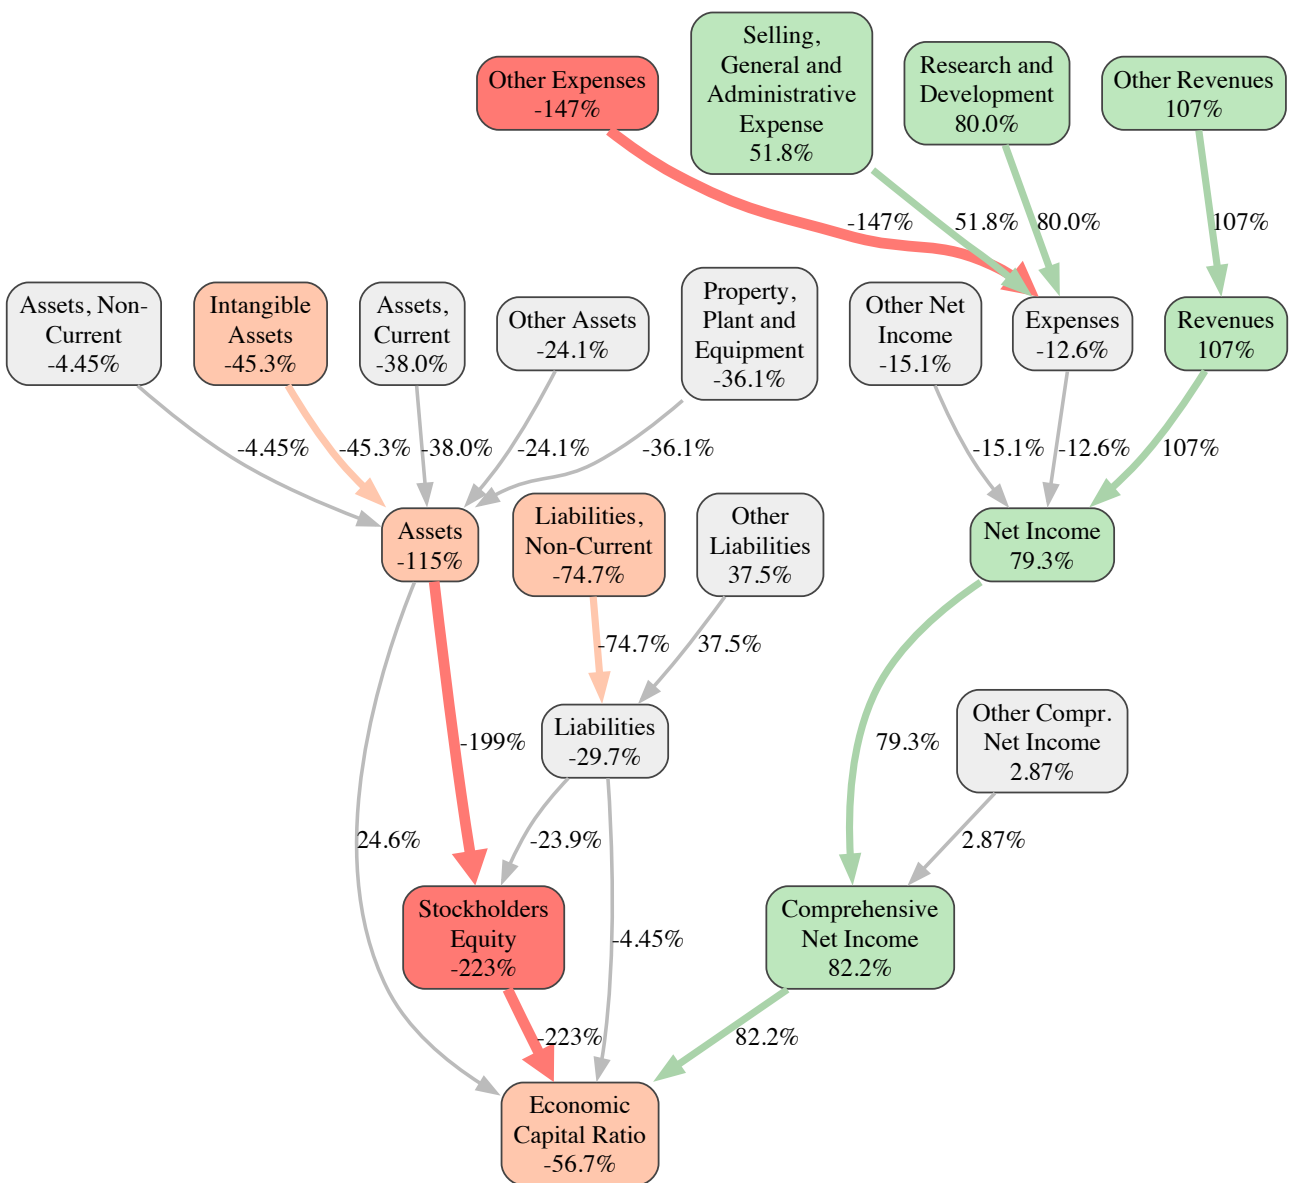 Other Expenses
-147%
Selling,
General and
Administrative
Expense
51.8%
Research and
Development
80.0%
Other Revenues
107%
-147%
51.8%
80.0%
107%
Assets, Non-
Current
-4.45%
Intangible
Assets
-45.3%
Assets,
Current
-38.0%
Other Assets
-24.1%
Property,
Plant and
Equipment
-36.1%
Other Net
Income
-15.1%
Expenses
-12.6%
Revenues
107%
-4.45%
-45.3%
-38.0%
-24.1%
-36.1%
-15.1%
-12.6%
107%
Assets
-115%
Liabilities,
Non-Current
-74.7%
Other
Liabilities
37.5%
Net Income
79.3%
-74.7%
37.5%
Liabilities
-29.7%
Other Compr.
Net Income
2.87%
-199%
79.3%
24.6%
-23.9%
2.87%
Stockholders
Equity
-223%
-4.45%
Comprehensive
Net Income
82.2%
-223%
82.2%
Economic
Capital Ratio
-56.7%